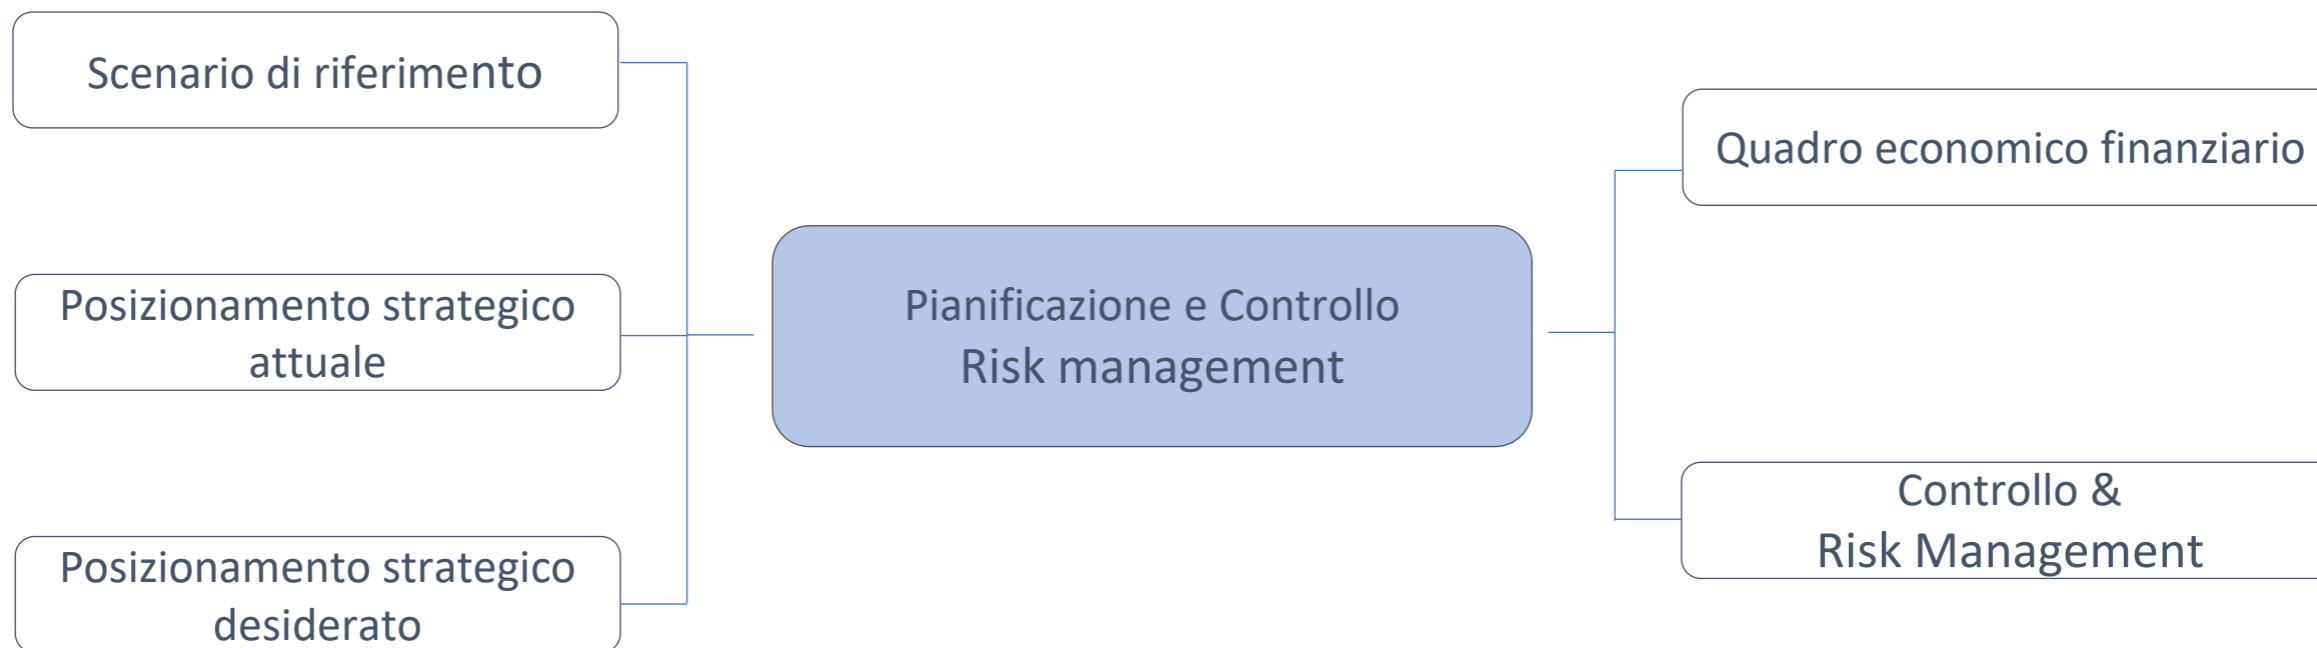 Scenario di riferimento
Posizionamento strategico
attuale
Posizionamento strategico
desiderato
Pianificazione e Controllo
Risk management
Quadro economico finanziario
Controllo &
Risk Management